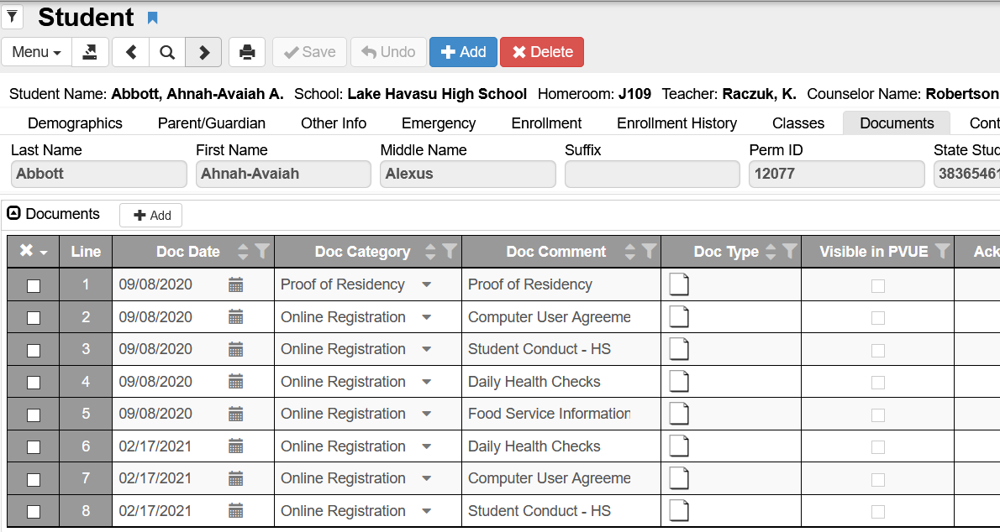 Student
Menu Save Undo Add Delete
Student Name: Abbott, Ahnah-Avaiah A. School: Lake Havasu High School Homeroom: J109 Teacher: Raczuk, K. Counselor Name: Robertson
Demographics Parent/Guardian Other Info Emergency Enrollment Enrollment History Classes Documents Cont
Last Name First Name Middle Name Suffix Perm ID State Stud
Abbott Ahnah-Avaiah Alexus 12077 38365461
Documents Add
Line Doc Date Doc Category Doc Comment Doc Type Visible in PVUE Ack
1 09/08/2020 Proof of Residency Proof of Residency
2 09/08/2020 Online Registration Computer User Agreeme
3 09/08/2020 Online Registration Student Conduct - HS
4 09/08/2020 Online Registration Daily Health Checks
5 09/08/2020 Online Registration Food Service Information
6 02/17/2021 Online Registration Daily Health Checks
7 02/17/2021 Online Registration Computer User Agreeme
8 02/17/2021 Online Registration Student Conduct - HS